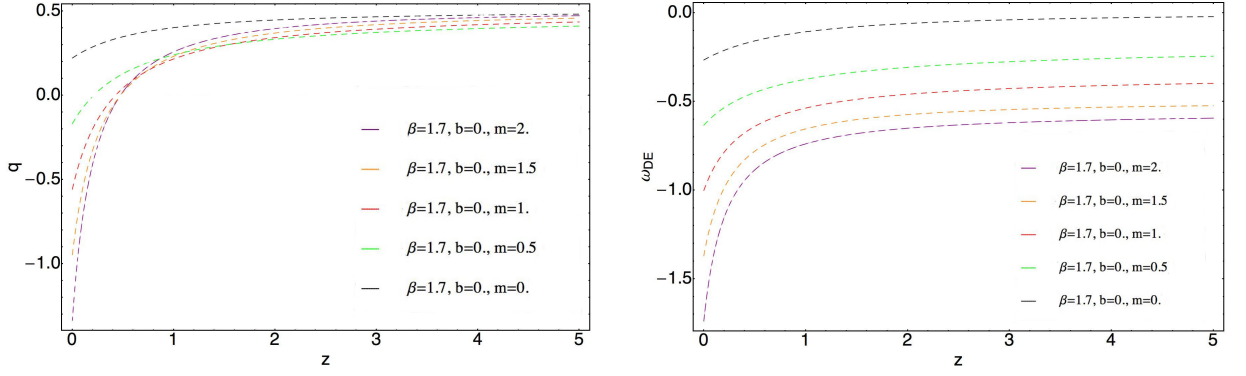 0.5
0.0
−0.5
−1.0
q
β=1.7, b=0., m=2.
β=1.7, b=0., m=1.5
β=1.7, b=0., m=1.
β=1.7, b=0., m=0.5
β=1.7, b=0., m=0.
0 1 2 3 4 5
z
0.0
−0.5
−1.0
−1.5
ωDE
β=1.7, b=0., m=2.
β=1.7, b=0., m=1.5
β=1.7, b=0., m=1.
β=1.7, b=0., m=0.5
β=1.7, b=0., m=0.
0 1 2 3 4 5
z